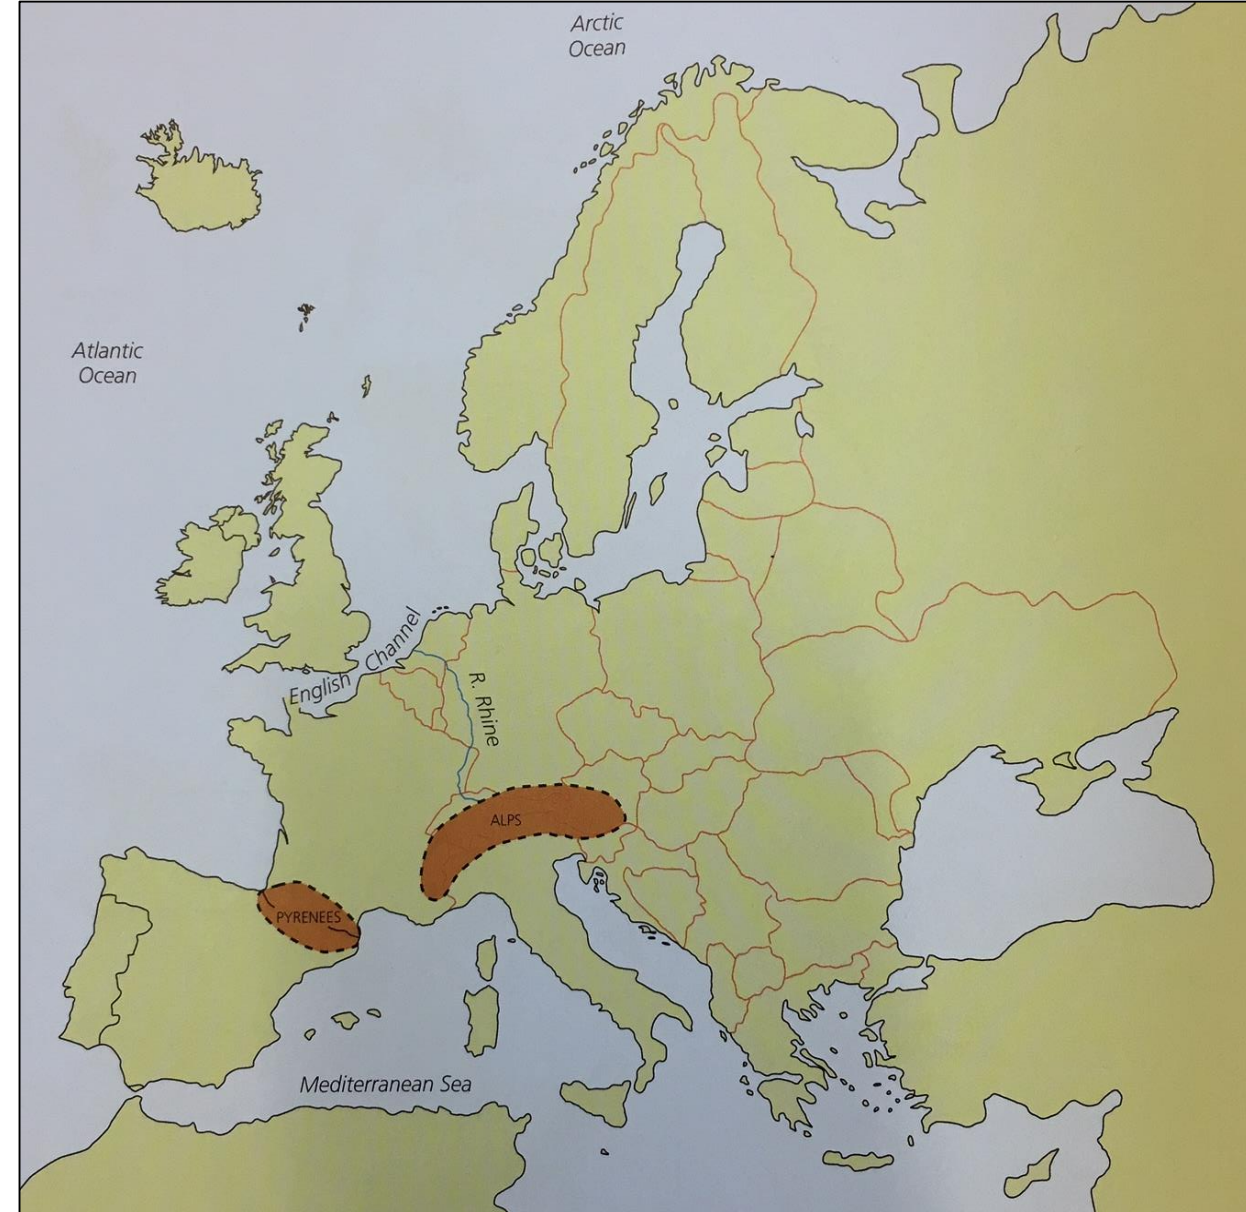 Arctic
Ocean
Atlantic
Ocean
English Channel
R. Rhine
ALPS
PYRENEES
Mediterranean Sea